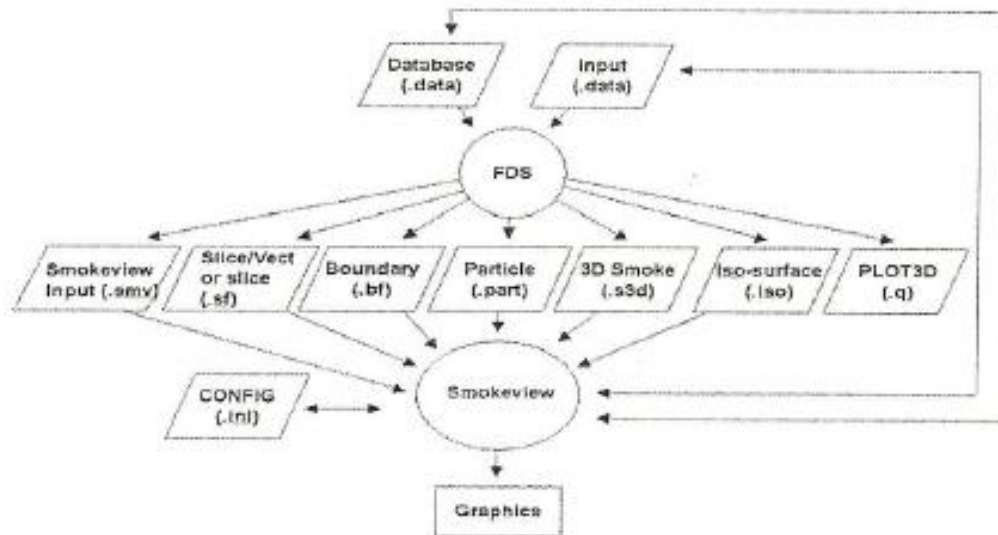 Database
(.data)
Input
(.data)
FDS
Smokeview
Input (.smv)
Slice/Vect
or slice
(.sf)
Boundary
(.bf)
Particle
(.part)
3D Smoke
(.s3d)
Iso-surface
(.iso)
PLOT3D
(.q)
CONFIG
(.ini)
Smokeview
Graphics